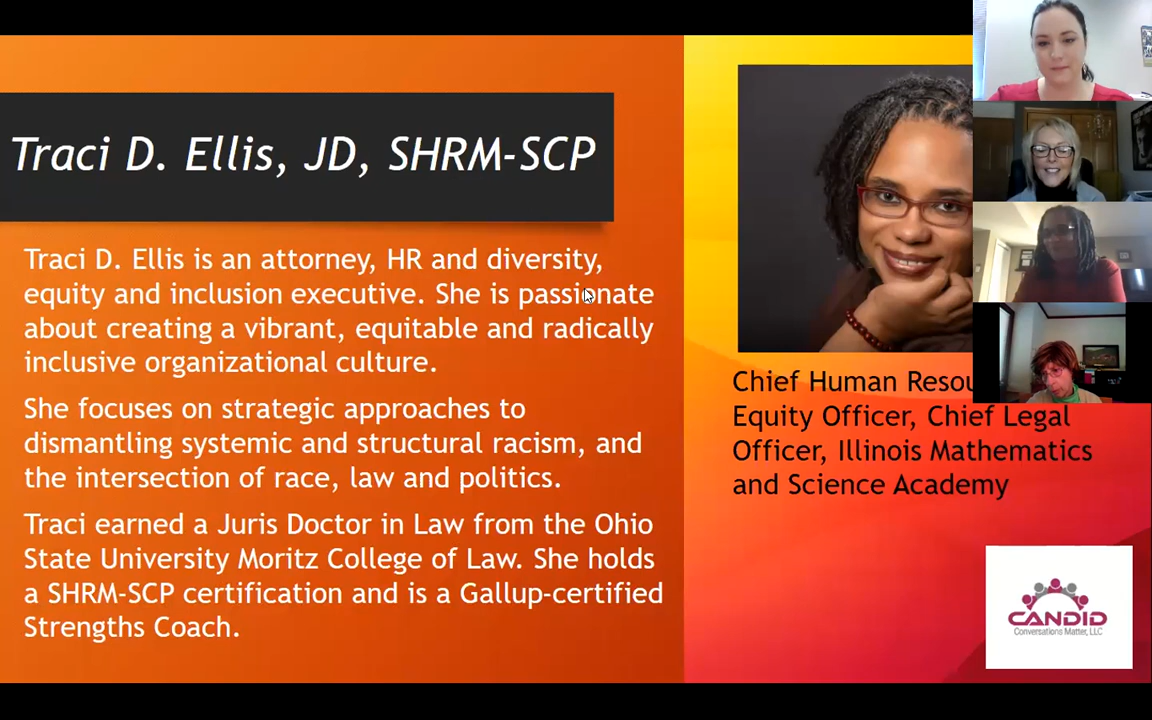 Traci D. Ellis, JD, SHRM-SCP
Traci D. Ellis is an attorney, HR and diversity,
equity and inclusion executive. She is passionate
about creating a vibrant, equitable and radically
inclusive organizational culture.
She focuses on strategic approaches to
dismantling systemic and structural racism, and
the intersection of race, law and politics.
Traci earned a Juris Doctor in Law from the Ohio
State University Moritz College of Law. She holds
a SHRM-SCP certification and is a Gallup-certified
Strengths Coach.
Chief Human
Equity Officer, Chief Legal
Officer, Illinois Mathematics
and Science Academy
CANDID
Conversations Matter, LLC